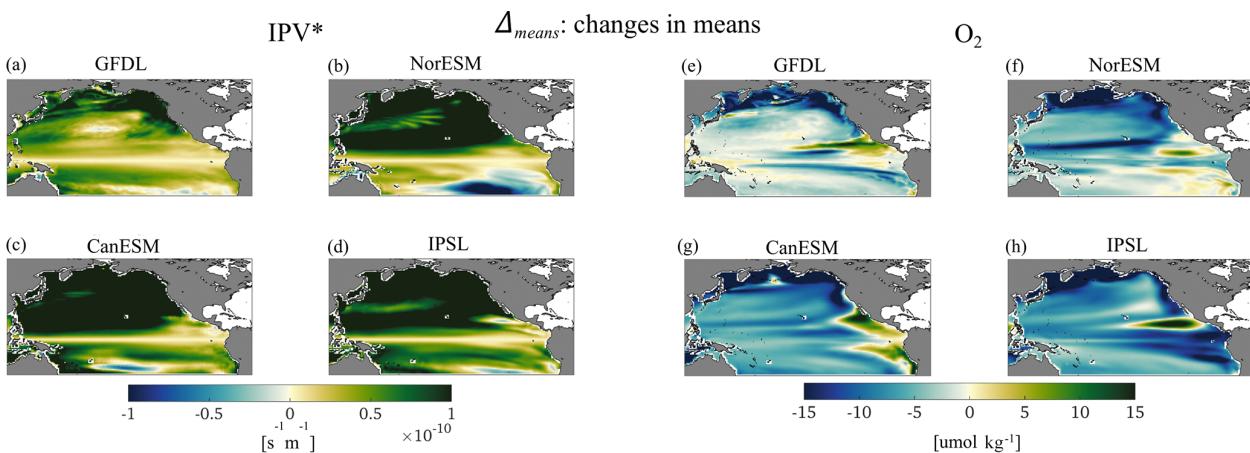 Δmeans: changes in means
IPV*
O2
(a) GFDL
(b) NorESM
(e) GFDL
(f) NorESM
(c) CanESM
(d) IPSL
(g) CanESM
(h) IPSL
-1 -0.5 0 0.5 1
×10-10
[s-1 m-1]
-15 -10 -5 0 5 10 15
[umol kg-1]